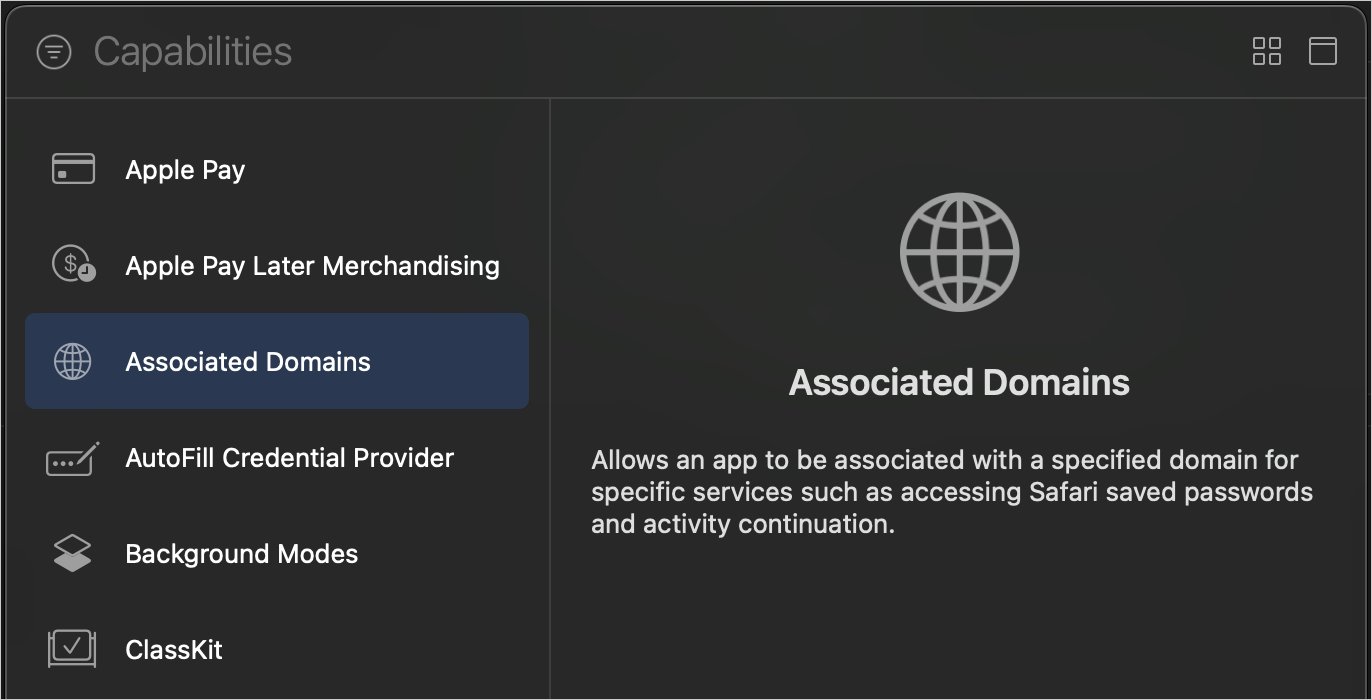 Capabilities
Apple Pay
Apple Pay Later Merchandising
Associated Domains
AutoFill Credential Provider
Background Modes
ClassKit
Associated Domains
Allows an app to be associated with a specified domain for
specific services such as accessing Safari saved passwords
and activity continuation.